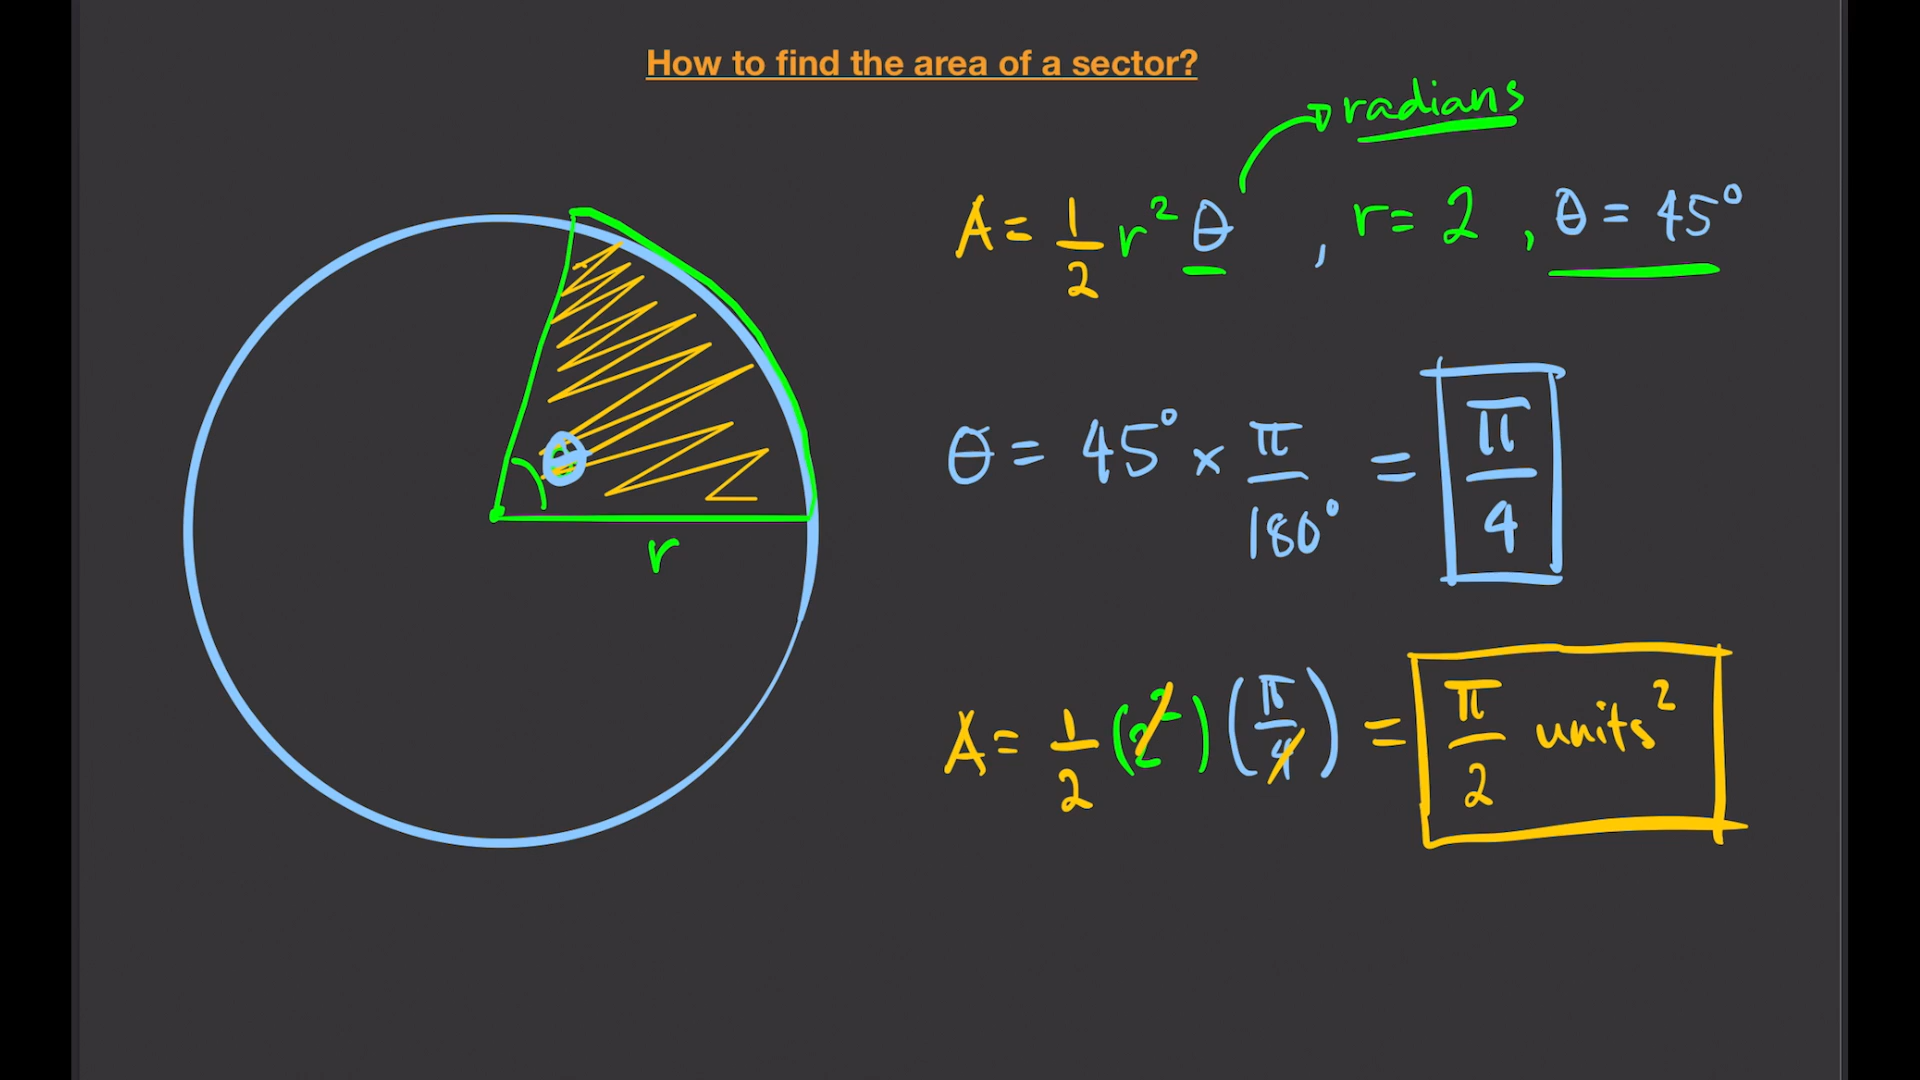 How to find the area of a sector?
radians
A = 1/2 r² θ , r = 2 , θ = 45°
θ = 45° × π/180° = π/4
θ
r
A = 1/2 (2²) (π/4) = π/2 units²